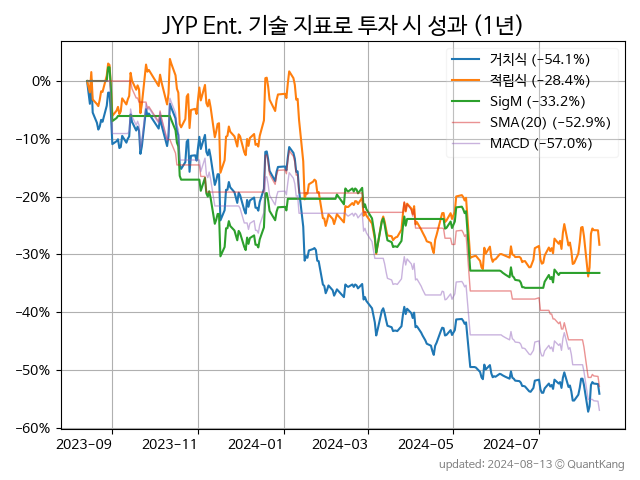 JYP Ent. 기술 지표로 투자 시 성과 (1년)
거치식 (−54.1%)
적립식 (−28.4%)
SigM (−33.2%)
SMA(20) (−52.9%)
MACD (−57.0%)
0%
−10%
−20%
−30%
−40%
−50%
−60%
2023-09 2023-11 2024-01 2024-03 2024-05 2024-07
updated: 2024-08-13 © QuantKang